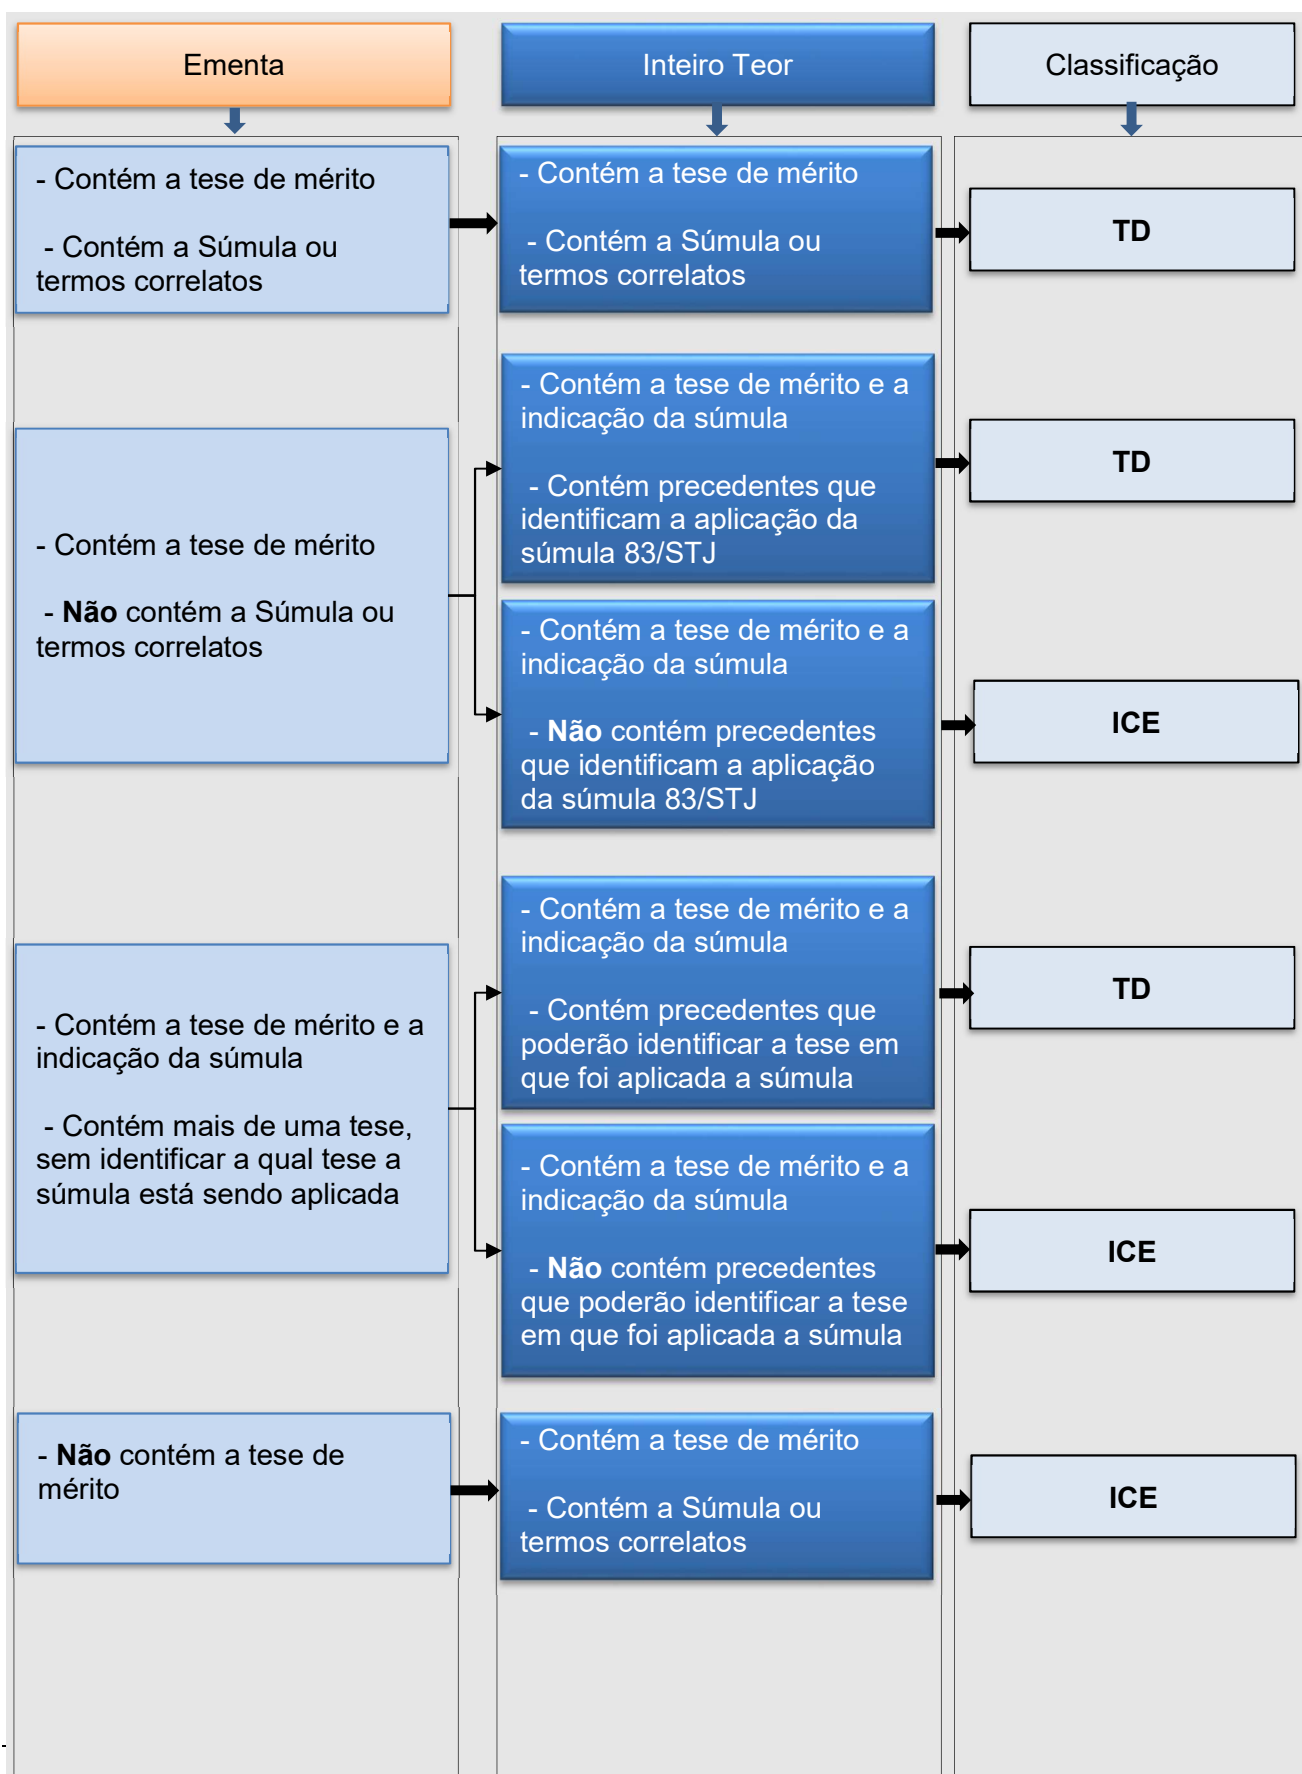 Ementa
Inteiro Teor
Classificação
- Contém a tese de mérito
- Contém a Súmula ou
termos correlatos
- Contém a tese de mérito
- Contém a Súmula ou
termos correlatos
TD
- Contém a tese de mérito
- Não contém a Súmula ou
termos correlatos
- Contém a tese de mérito e a
indicação da súmula
- Contém precedentes que
identificam a aplicação da
súmula 83/STJ
TD
- Contém a tese de mérito e a
indicação da súmula
- Não contém precedentes
que identificam a aplicação
da súmula 83/STJ
ICE
- Contém a tese de mérito e a
indicação da súmula
- Contém mais de uma tese,
sem identificar a qual tese a
súmula está sendo aplicada
- Contém a tese de mérito e a
indicação da súmula
- Contém precedentes que
poderão identificar a tese em
que foi aplicada a súmula
TD
- Contém a tese de mérito e a
indicação da súmula
- Não contém precedentes
que poderão identificar a tese
em que foi aplicada a súmula
ICE
- Não contém a tese de
mérito
- Contém a tese de mérito
- Contém a Súmula ou
termos correlatos
ICE